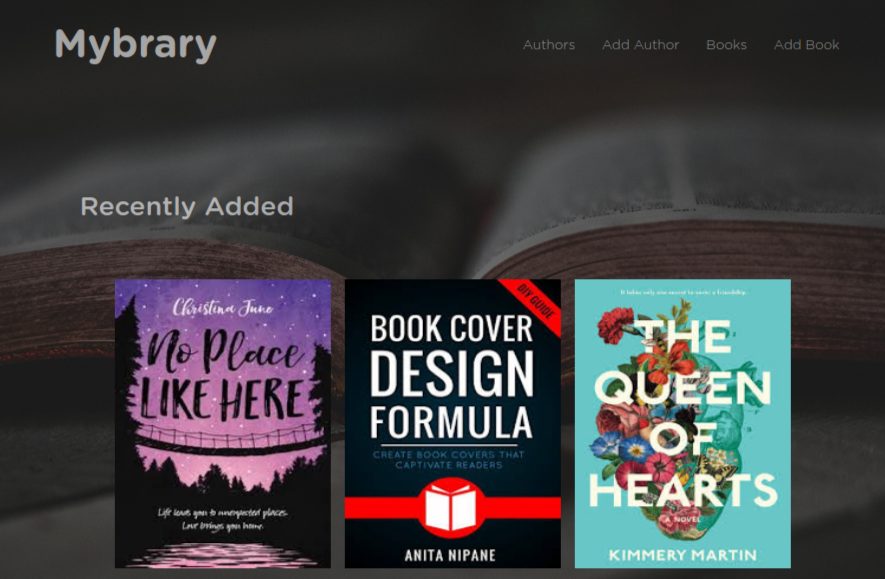 Mybrary
Authors Add Author Books Add Book
Recently Added
Christina June
No Place
LIKE HERE
Life leads you to unexpected places.
Love brings you home.
DIY GUIDE
BOOK COVER
DESIGN
FORMULA
CREATE BOOK COVERS THAT
CAPTIVATE READERS
ANITA NIPANE
It takes only one secret to sever a friendship.
THE
QUEEN
OF
HEARTS
A NOVEL
KIMMERY MARTIN